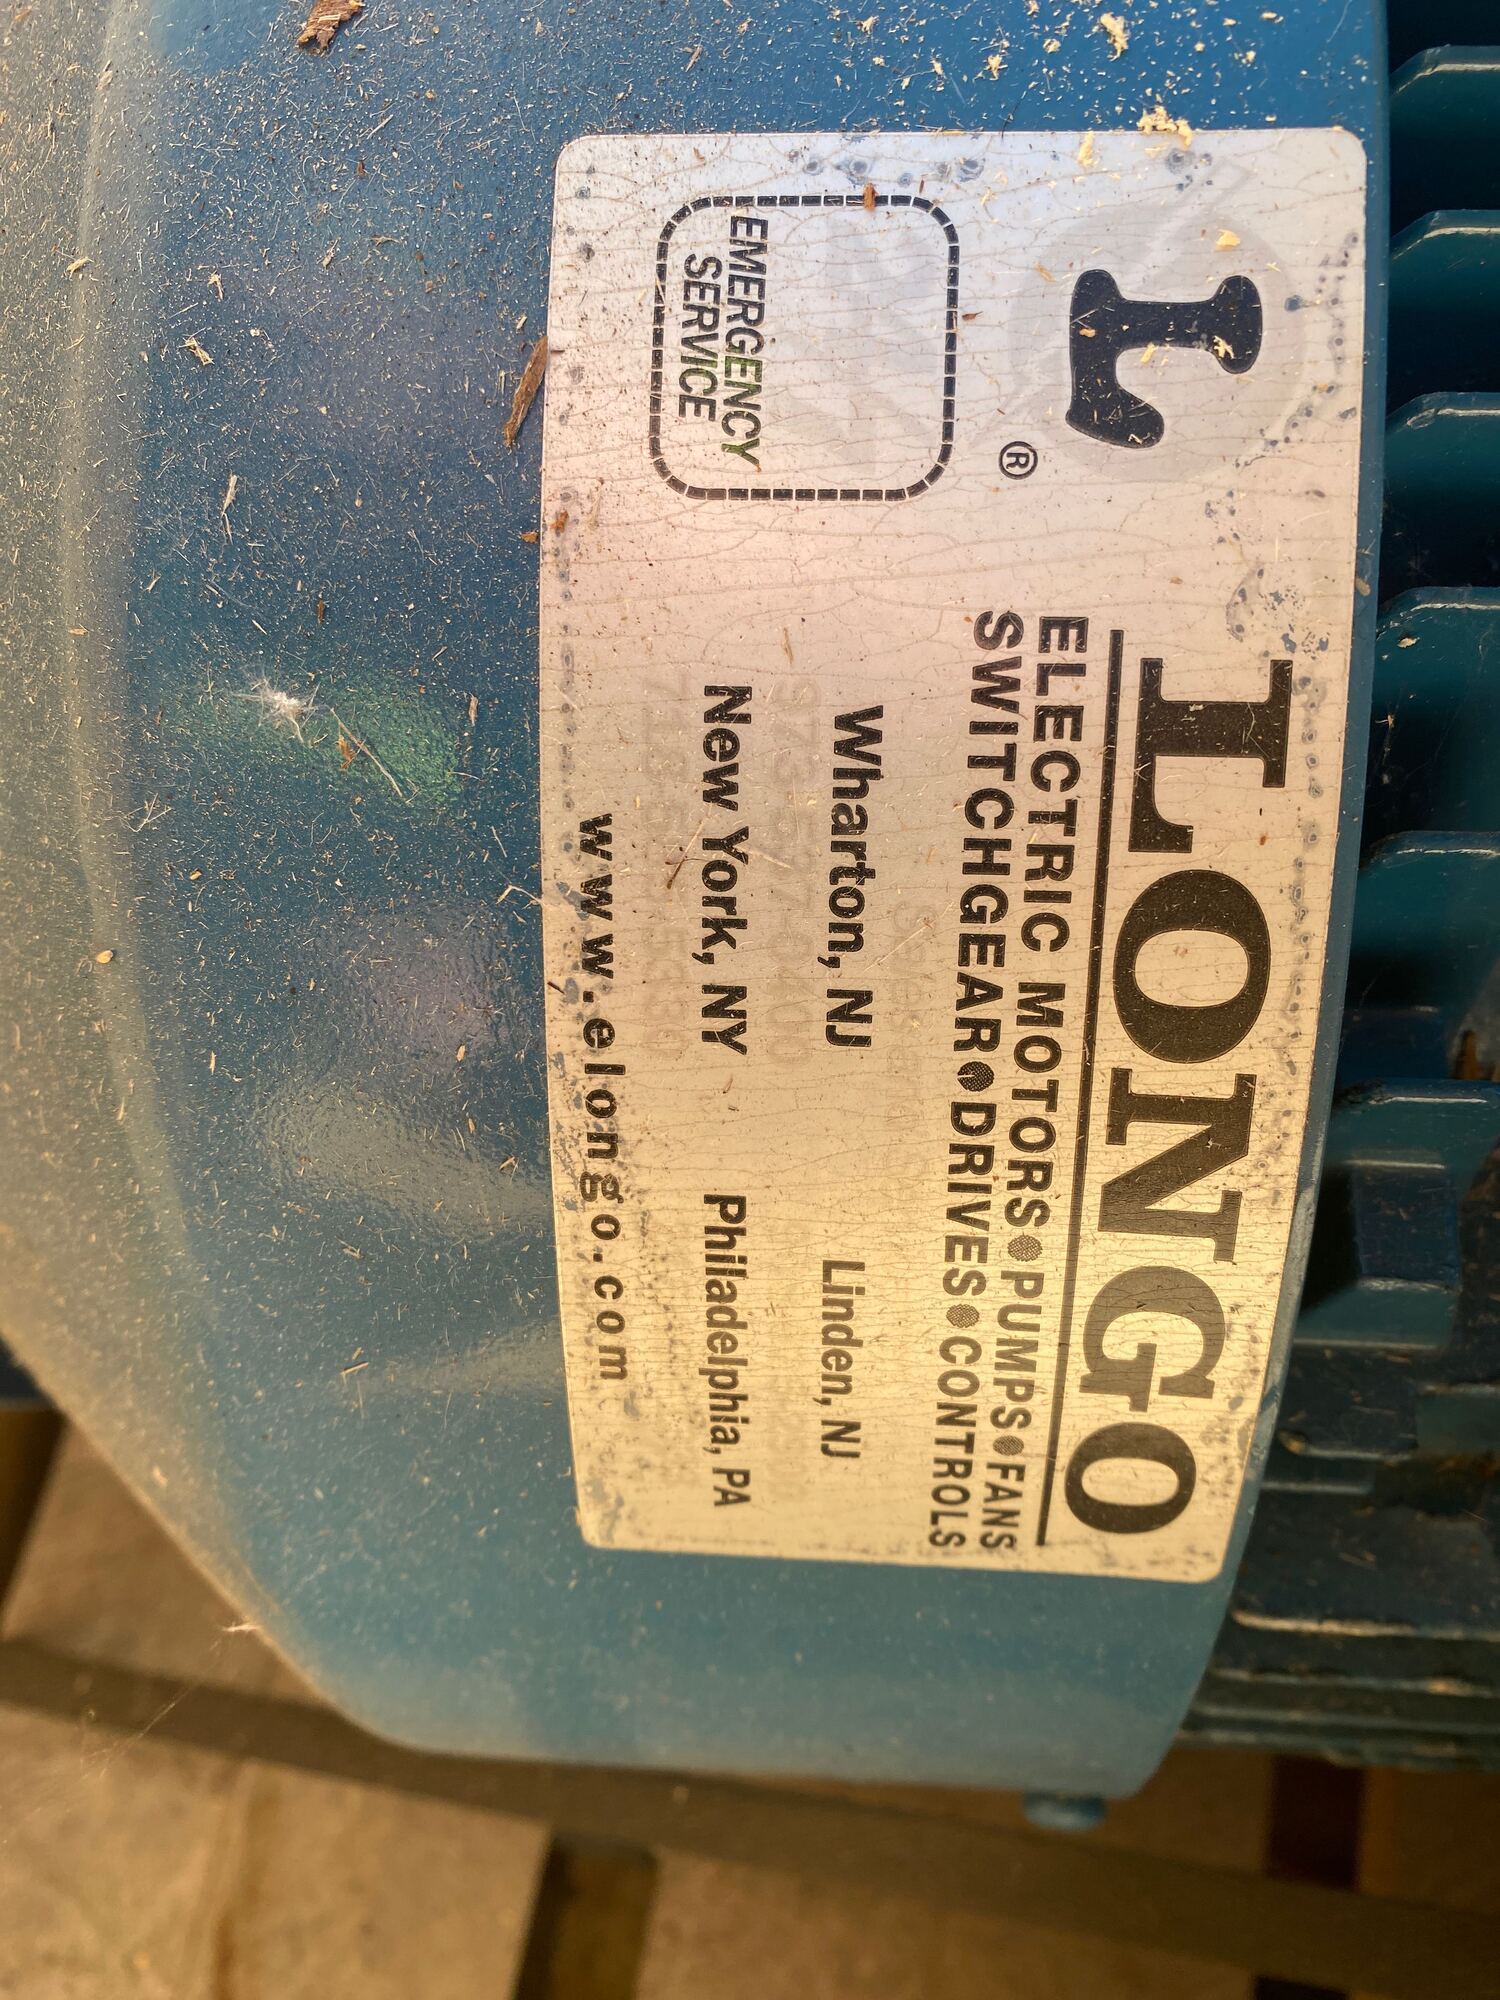 L ®
LONGO
ELECTRIC MOTORS●PUMPS●FANS
SWITCHGEAR●DRIVES●CONTROLS
EMERGENCY
SERVICE
Wharton, NJ Linden, NJ
New York, NY Philadelphia, PA
www.elongo.com